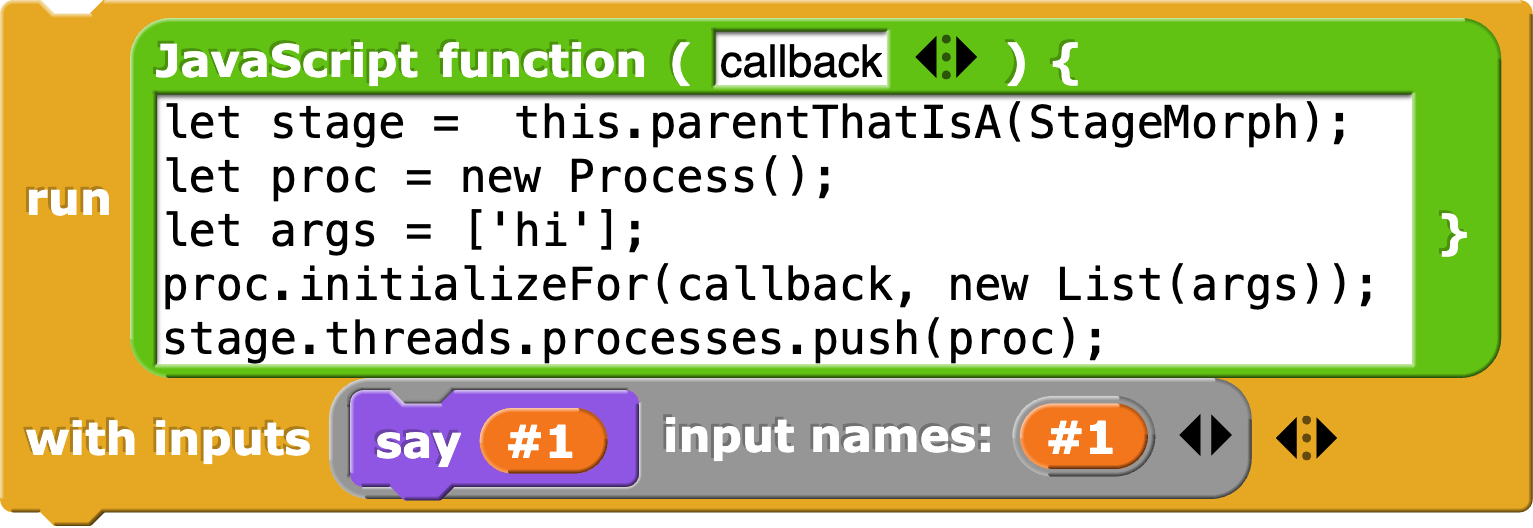 JavaScript function ( callback ) {
let stage =  this.parentThatIsA(StageMorph);
let proc = new Process();
run
let args = ['hi'];
}
proc.initializeFor(callback, new List(args));
stage.threads.processes.push(proc);
with inputs say #1 input names: #1